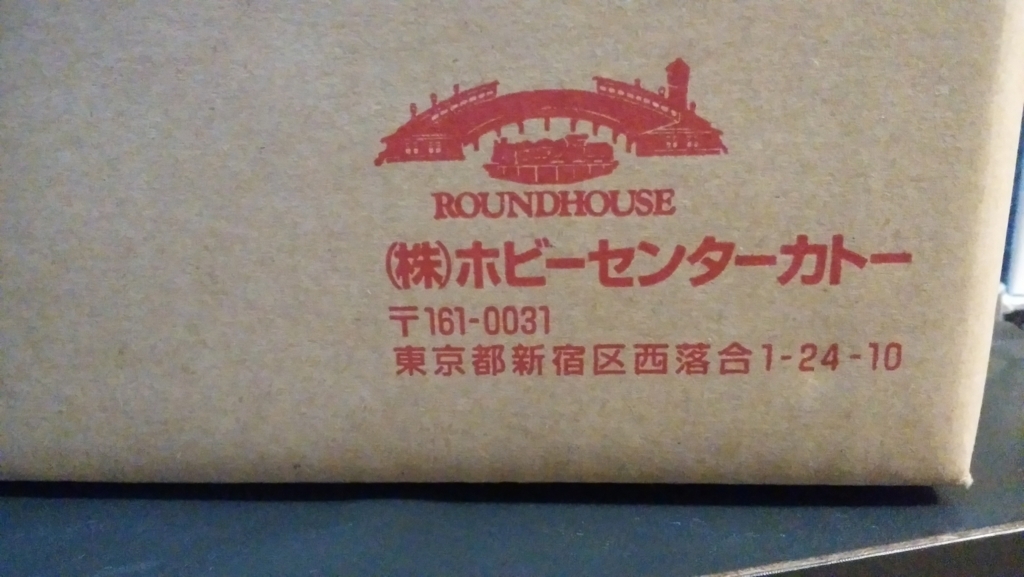 ROUNDHOUSE
(株)ホビーセンターカトー
〒161-0031
東京都新宿区西落合1-24-10